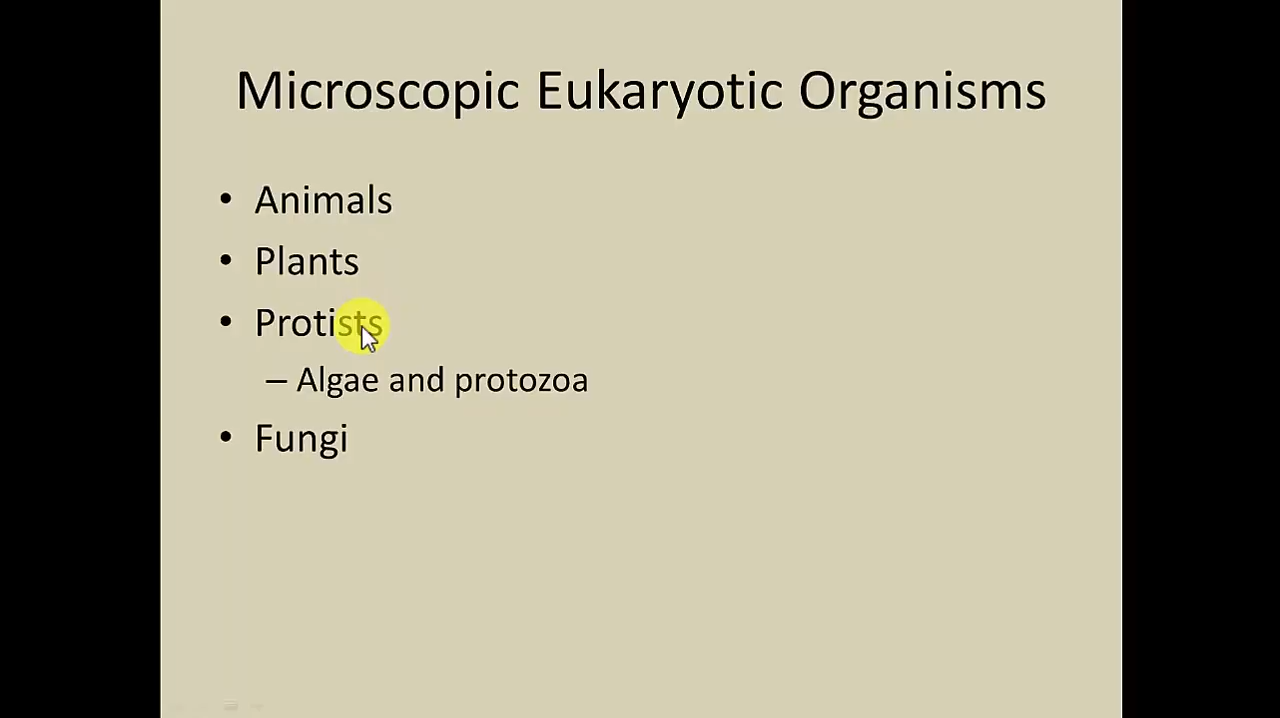 Microscopic Eukaryotic Organisms
• Animals
• Plants
• Protists
– Algae and protozoa
• Fungi